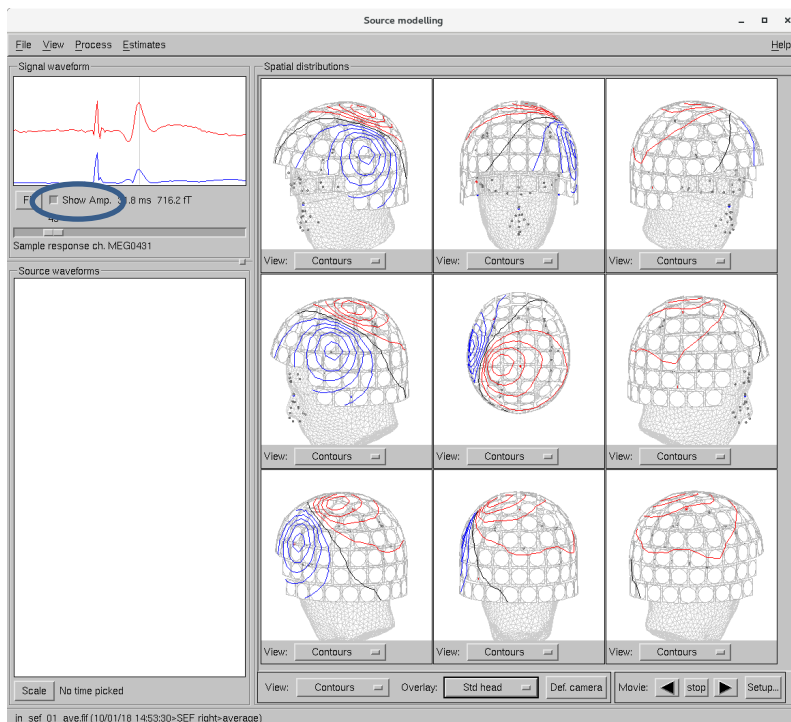 Source modelling
File View Process Estimates Help
Signal waveform
Show Amp. .8 ms 716.2 fT
Sample response ch. MEG0431
Source waveforms
Scale No time picked
Spatial distributions
View: Contours View: Contours View: Contours
View: Contours View: Contours View: Contours
View: Contours View: Contours View: Contours
View: Contours Overlay: Std head Def. camera Movie: stop Setup...
in_sef_01_ave.fif (10/01/18 14:53:30>SEF right>average)